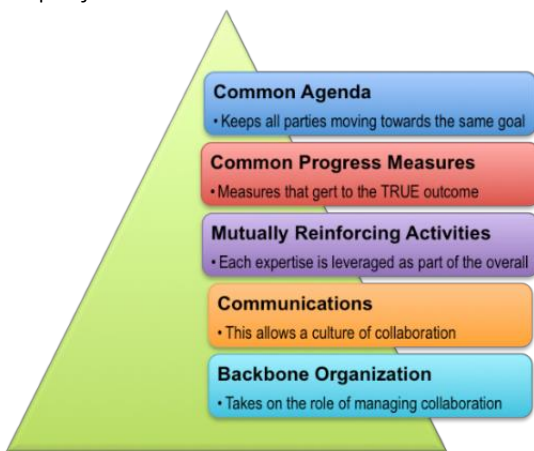 Common Agenda
• Keeps all parties moving towards the same goal
Common Progress Measures
• Measures that gert to the TRUE outcome
Mutually Reinforcing Activities
• Each expertise is leveraged as part of the overall
Communications
• This allows a culture of collaboration
Backbone Organization
• Takes on the role of managing collaboration